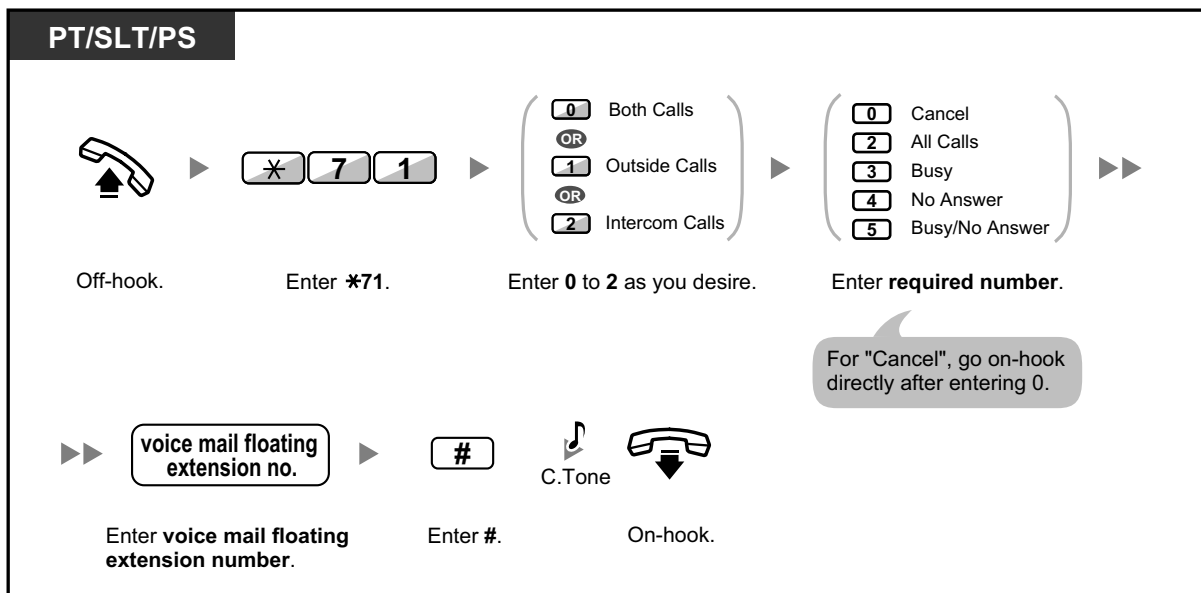 PT/SLT/PS
0 Both Calls
OR
1 Outside Calls
OR
2 Intercom Calls
0 Cancel
2 All Calls
3 Busy
4 No Answer
5 Busy/No Answer
* 7 1
Off-hook.
Enter *71.
Enter 0 to 2 as you desire.
Enter required number.
For "Cancel", go on-hook
directly after entering 0.
voice mail floating
extension no.
#
C.Tone
Enter voice mail floating
extension number.
Enter #.
On-hook.